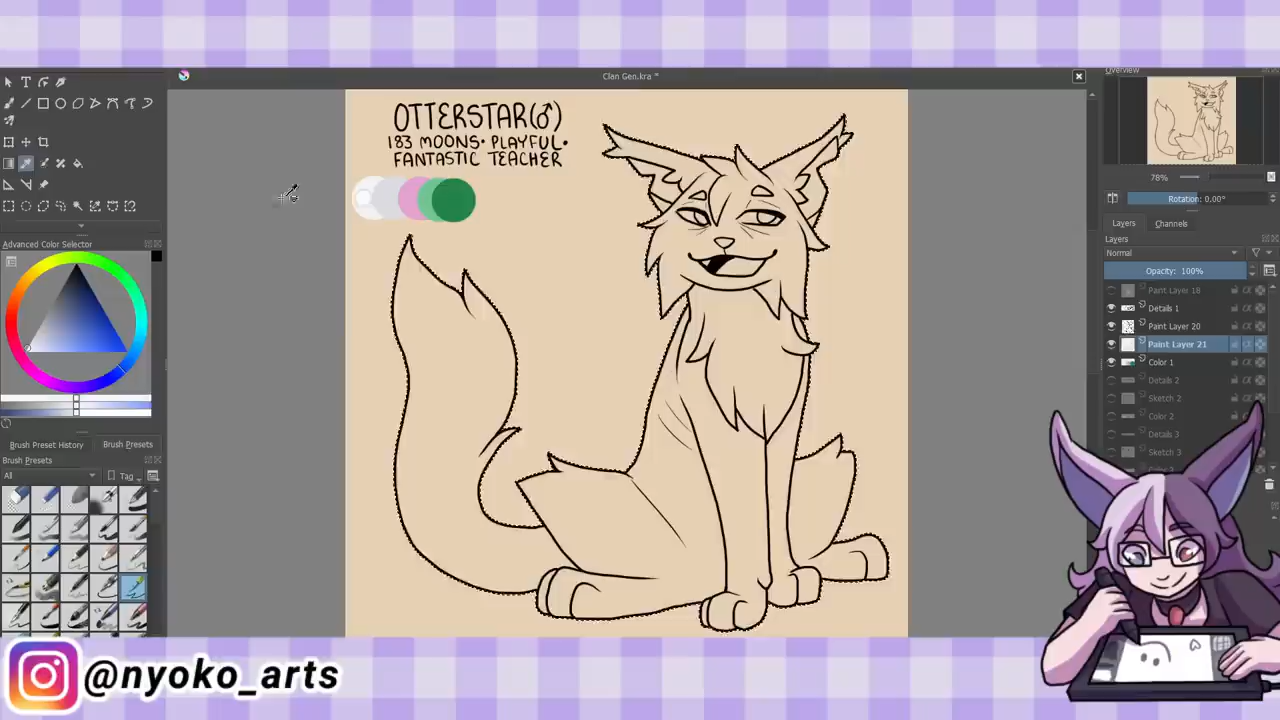 Overview
Clan Gen.kra *
OTTERSTAR(♂)
183 MOONS• PLAYFUL•
FANTASTIC TEACHER
78%
Rotation: 0.00°
Layers
Channels
Layers
Normal
Opacity: 100%
Paint Layer 18
Details 1
Paint Layer 20
Paint Layer 21
Color 1
Details 2
Sketch 2
Color 2
Details 3
Sketch 3
Advanced Color Selector
Brush Preset History
Brush Presets
Brush Presets
All
Tag
@nyoko_arts